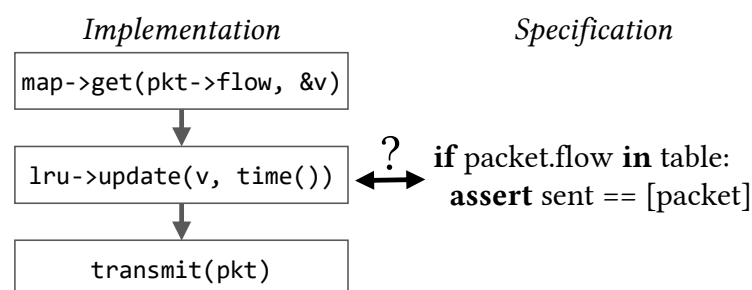 Implementation
Specification
map->get(pkt->flow, &v)
lru->update(v, time())
?
if packet.flow in table:
assert sent == [packet]
transmit(pkt)